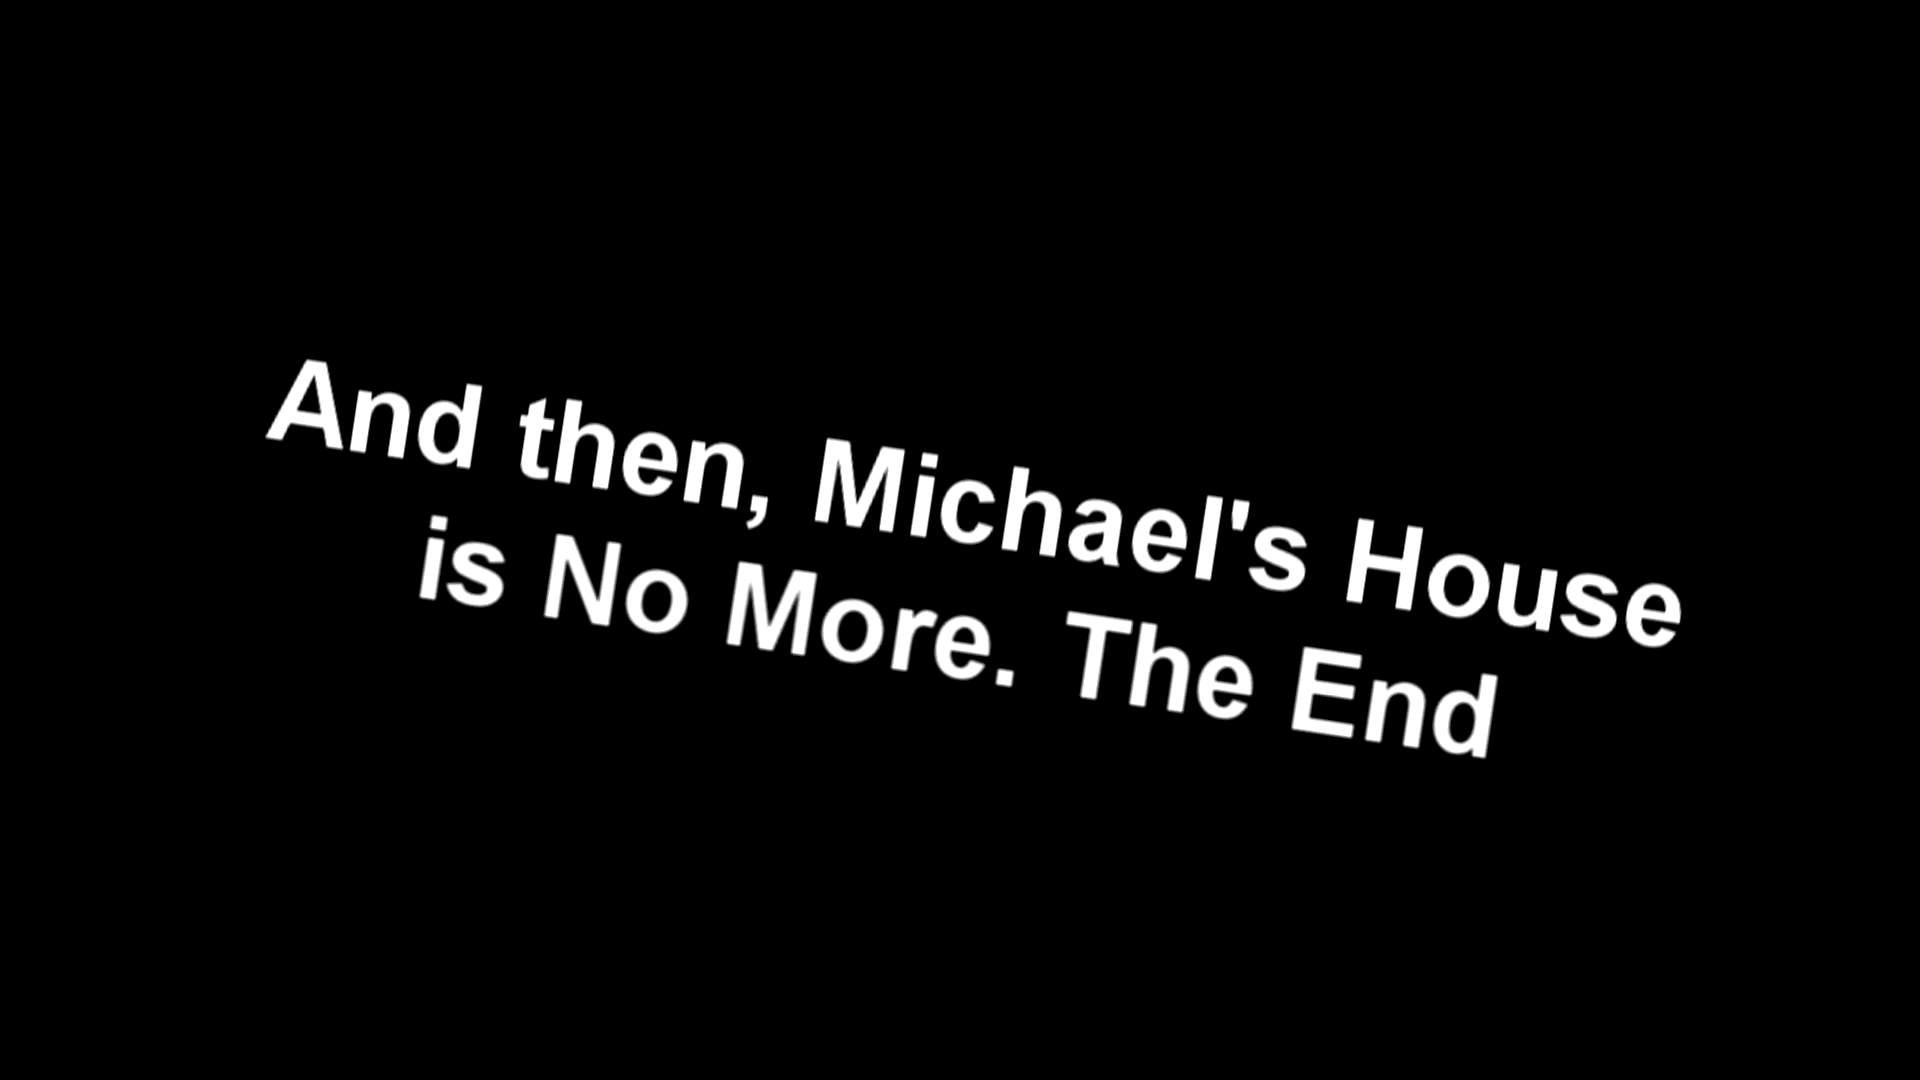 And then, Michael's House
is No More. The End